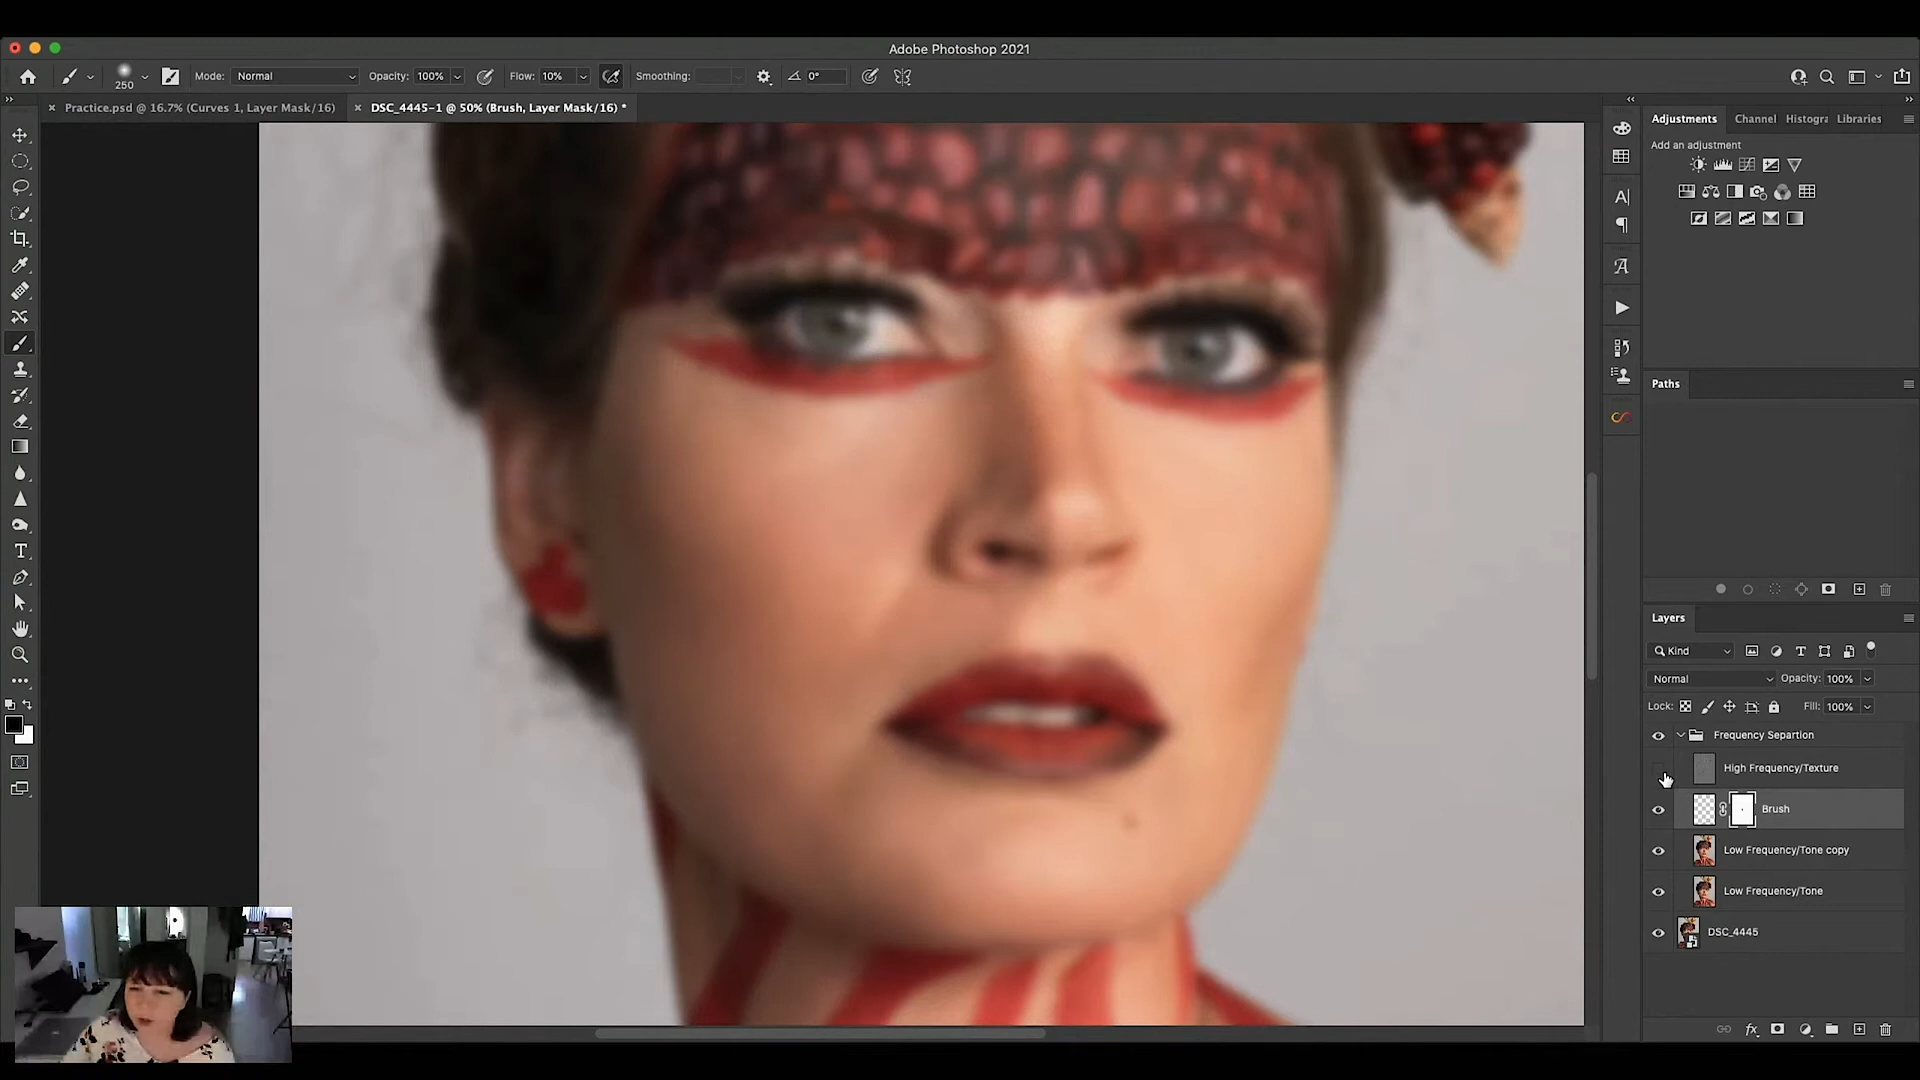 Adobe Photoshop 2021
250
Mode: Normal
Opacity: 100%
Flow: 10%
Smoothing:
0°
Practice.psd @ 16.7% (Curves 1, Layer Mask/16)
DSC_4445-1 @ 50% (Brush, Layer Mask/16) *
Adjustments
Channel
Histogra
Libraries
Add an adjustment
Paths
Layers
Kind
Normal
Opacity: 100%
Lock:
Fill: 100%
Frequency Separtion
High Frequency/Texture
Brush
Low Frequency/Tone copy
Low Frequency/Tone
DSC_4445